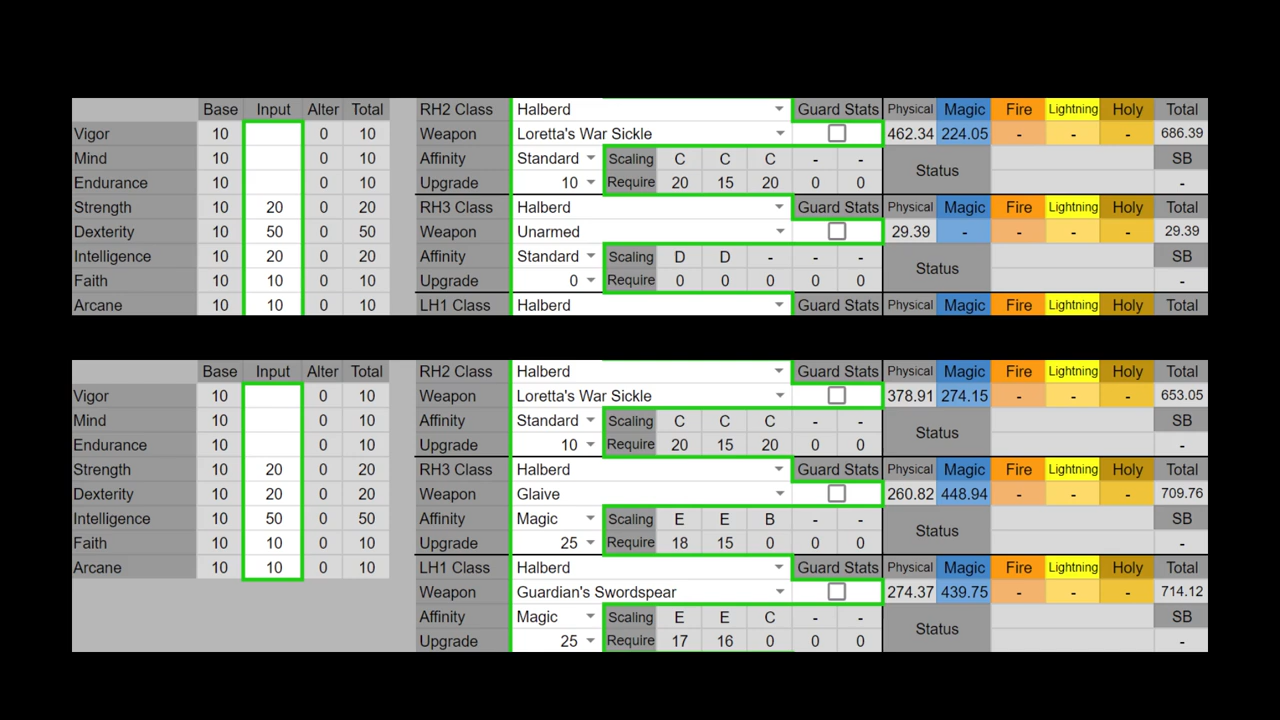 Base Input Alter Total RH2 Class Halberd Guard Stats Physical Magic Fire Lightning Holy Total
Vigor 10 0 10 Weapon Loretta's War Sickle 462.34 224.05 - - - 686.39
Mind 10 0 10 Affinity Standard Scaling C C C - - Status SB
Endurance 10 0 10 Upgrade 10 Require 20 15 20 0 0 -
Strength 10 20 0 20 RH3 Class Halberd Guard Stats Physical Magic Fire Lightning Holy Total
Dexterity 10 50 0 50 Weapon Unarmed 29.39 - - - - 29.39
Intelligence 10 20 0 20 Affinity Standard Scaling D D - - - Status SB
Faith 10 10 0 10 Upgrade 0 Require 0 0 0 0 0 -
Arcane 10 10 0 10 LH1 Class Halberd Guard Stats Physical Magic Fire Lightning Holy Total
Base Input Alter Total RH2 Class Halberd Guard Stats Physical Magic Fire Lightning Holy Total
Vigor 10 0 10 Weapon Loretta's War Sickle 378.91 274.15 - - - 653.05
Mind 10 0 10 Affinity Standard Scaling C C C - - Status SB
Endurance 10 0 10 Upgrade 10 Require 20 15 20 0 0 -
Strength 10 20 0 20 RH3 Class Halberd Guard Stats Physical Magic Fire Lightning Holy Total
Dexterity 10 20 0 20 Weapon Glaive 260.82 448.94 - - - 709.76
Intelligence 10 50 0 50 Affinity Magic Scaling E E B - - Status SB
Faith 10 10 0 10 Upgrade 25 Require 18 15 0 0 0 -
Arcane 10 10 0 10 LH1 Class Halberd Guard Stats Physical Magic Fire Lightning Holy Total
Weapon Guardian's Swordspear 274.37 439.75 - - - 714.12
Affinity Magic Scaling E E C - - Status SB
Upgrade 25 Require 17 16 0 0 0 -